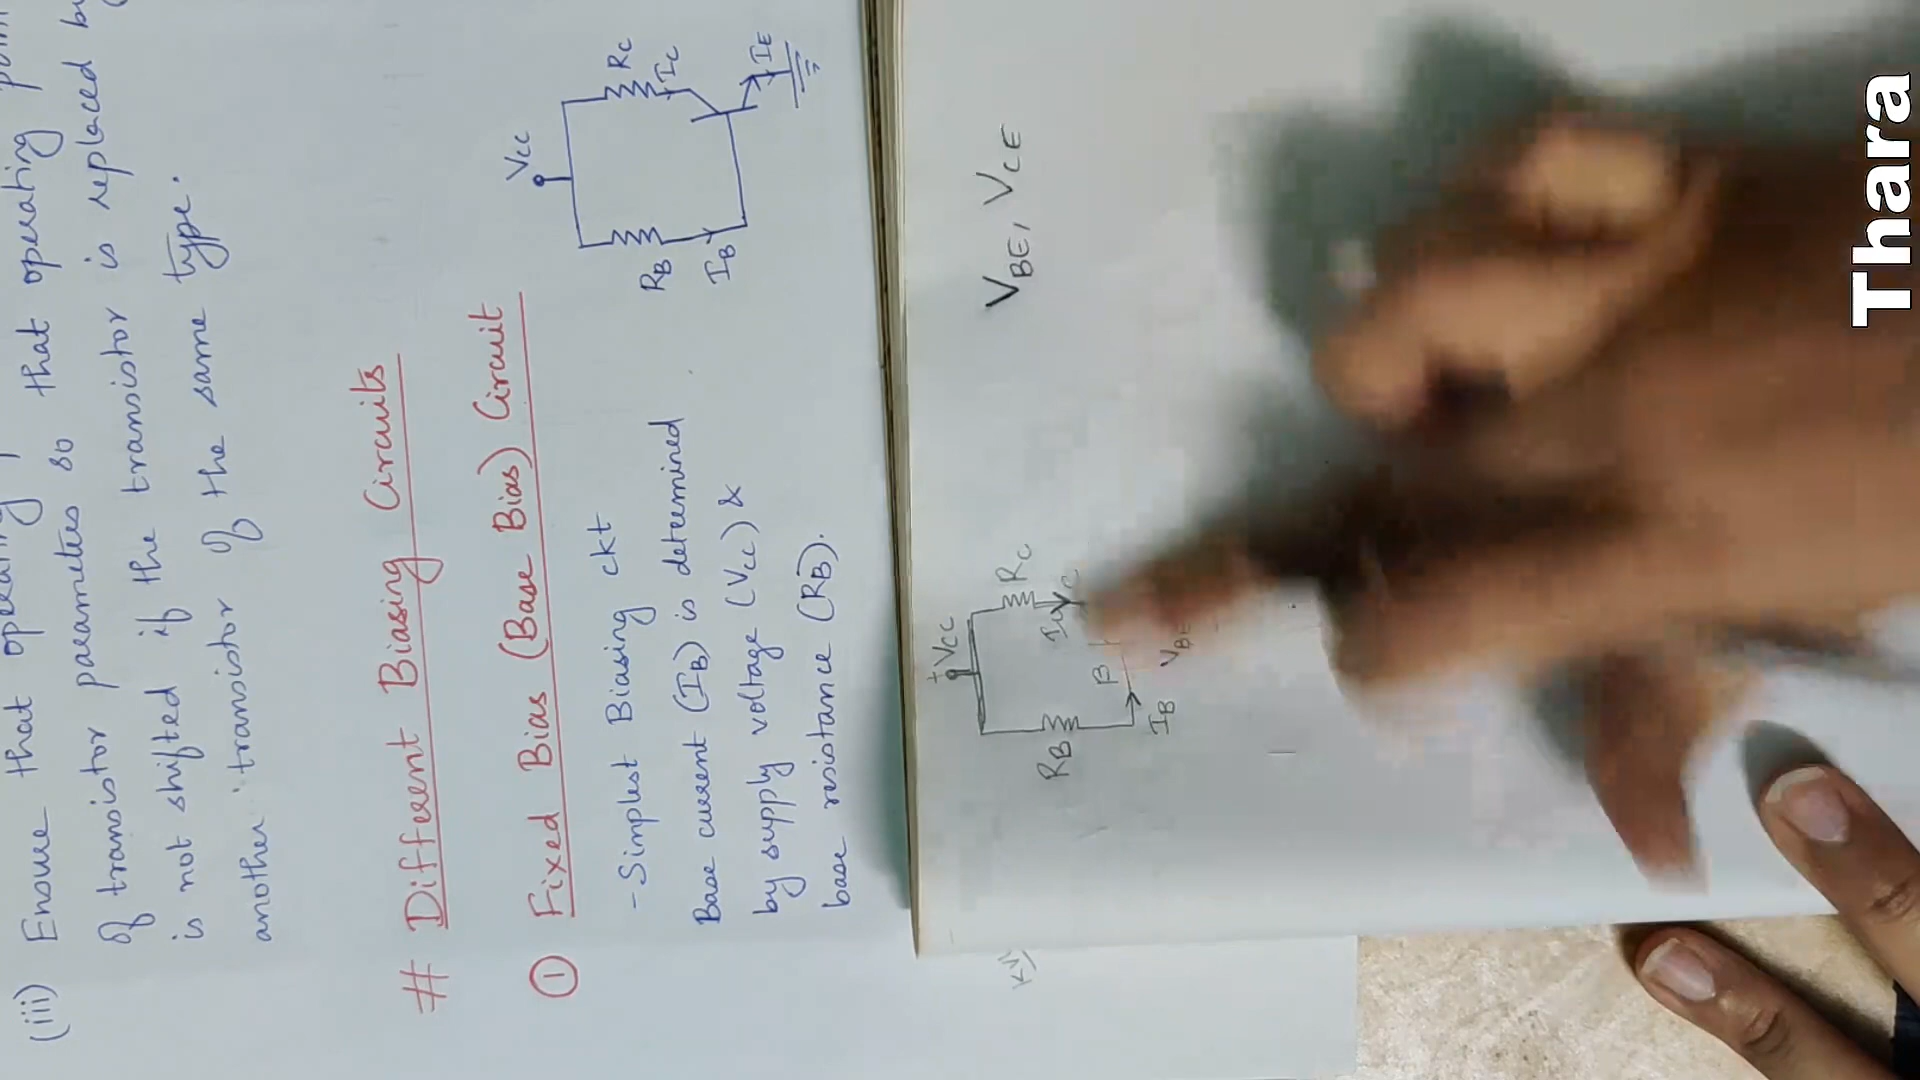 (iii) Ensure that operating point
of transistor parameters so that operating
is not shifted if the transistor is replaced by
another transistor of the same type.
# Different Biasing Circuits
① Fixed Bias (Base Bias) Circuit
- Simplest Biasing ckt
Base current (IB) is determined
by supply voltage (Vcc) &
base resistance (RB).
Vcc
RB
RC
IB
IC
IE
VBE, VCE
+Vcc
RB
RC
IC
C
B
IB
VBE
Thara